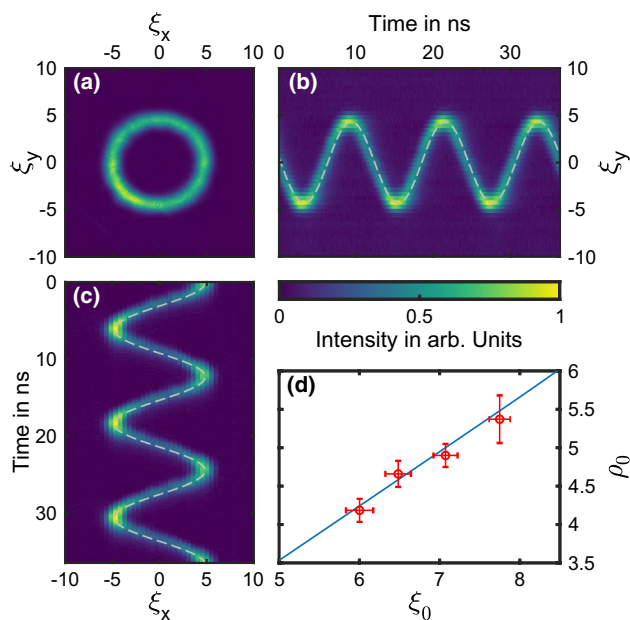 ξx
-5 0 5 10
(a)
10
5
0
-5
-10
ξy
Time in ns
0 10 20 30
(b)
10
5
0
-5
-10
ξy
(c)
0
10
20
30
Time in ns
-10 -5 0 5 10
ξx
0 0.5 1
Intensity in arb. Units
(d)
6
5.5
5
4.5
4
3.5
ρ0
5 6 7 8
ξ0